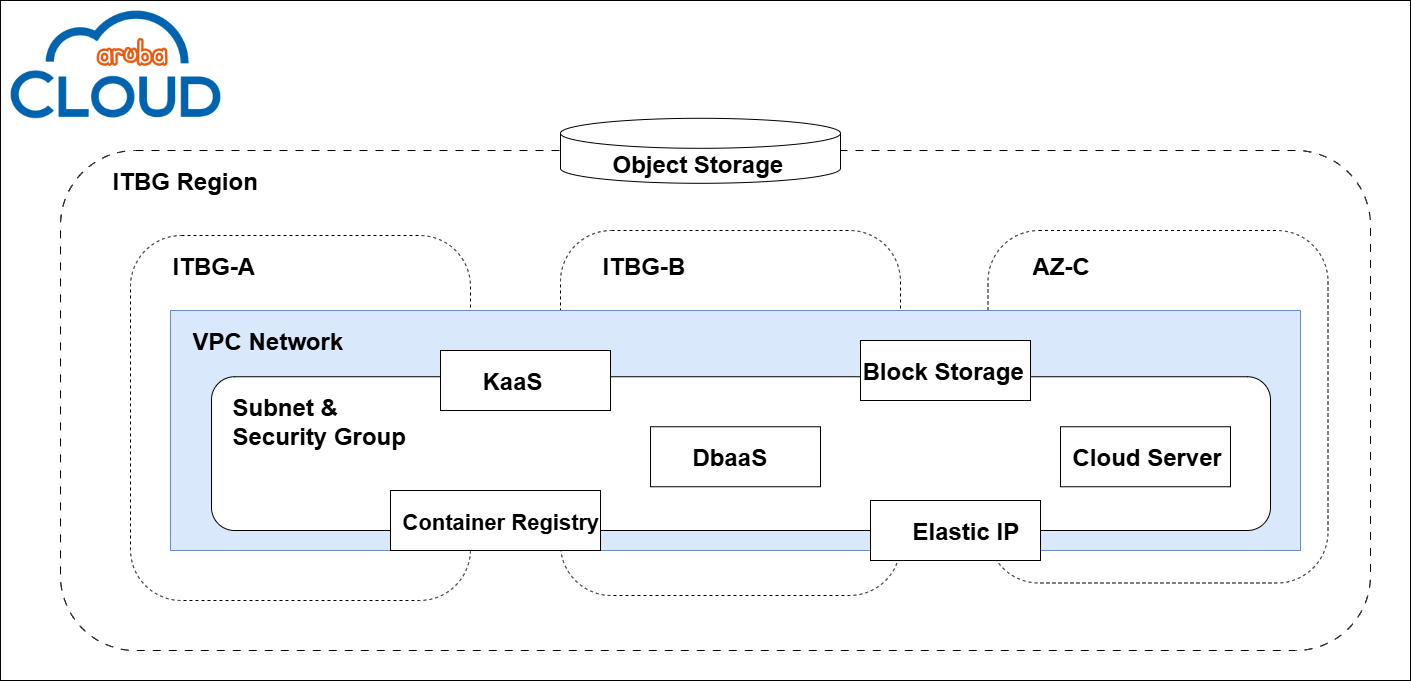 aruba
CLOUD
Object Storage
ITBG Region
ITBG-A
ITBG-B
AZ-C
VPC Network
KaaS
Block Storage
Subnet &
Security Group
DbaaS
Cloud Server
Container Registry
Elastic IP